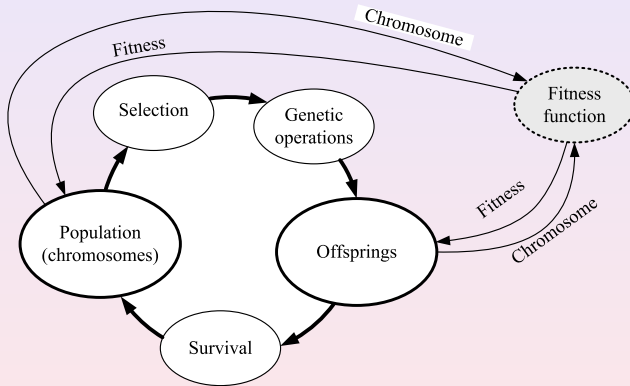 Chromosome
Fitness
Selection
Genetic
operations
Fitness
function
Population
(chromosomes)
Offsprings
Fitness
Chromosome
Survival